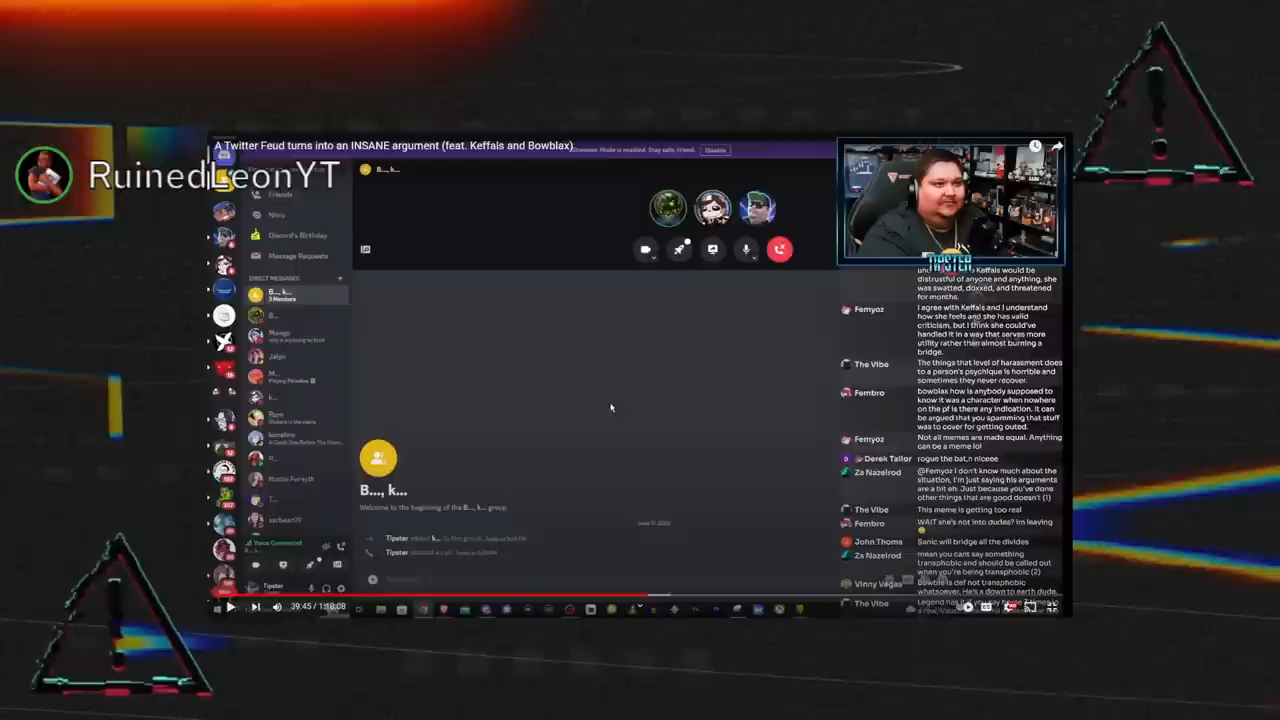 A Twitter Feud turns into an INSANE argument (feat. Keffals and Bowblax)
Streamer Mode is enabled. Stay safe, friend.
Disable
RuinedLeonYT
B..., k...
Friends
Nitro
Discord's Birthday
Message Requests
DIRECT MESSAGES
B..., k...
3 Members
B...
Mango
Jalyn
M...
k...
Rum
konahrn
P...
Mattie Forsyth
T...
xarbear09
Voice Connected
Tipster
B..., k...
Welcome to the beginning of the B..., k... group.
Tipster added k... to the group.
Tipster started a call.
TIPSTER
Keffals would be
distrustful of anyone and anything, she
was swatted, doxxed, and threatened
for months.
Femyoz
I agree with Keffals and I understand
how she feels and she has valid
criticism, but I think she could've
handled it in a way that serves more
utility rather than almost burning a
bridge.
The Vibe
The things that level of harassment does
to a person's psychique is horrible and
sometimes they never recover.
Fembro
bowblax how is anybody supposed to
know it was a character when nowhere
on the pf is there any indication. it can
be argued that you spamming that stuff
was to cover for getting outed.
Femyoz
Not all memes are made equal. Anything
can be a meme lol
Derek Tailor
rogue the bat,n niceee
Za Nazelrod
@Femyoz I don't know much about the
situation, I'm just saying his arguments
are a bit eh. Just because you've done
other things that are good doesn't (1)
The Vibe
This meme is getting too real
Fembro
WAIT she's not into dudes? im leaving
John Thoms
Sanic will bridge all the divides
Za Nazelrod
mean you cant say something
transphobic and should be called out
when you're being transphobic (2)
Vinny Vegas
Bowbie is def not transphobic
whatsoever. He's a down to earth dude.
The Vibe
39:45 / 1:18:08